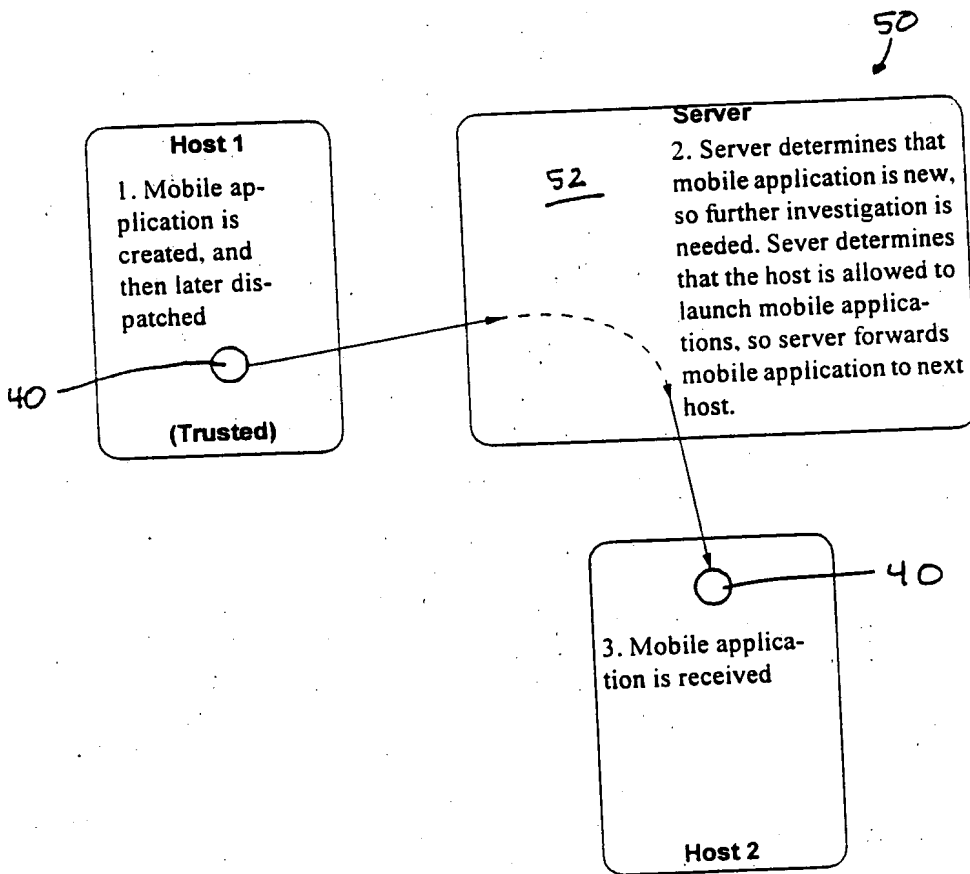 50
Host 1
1. Mobile ap-
plication is
created, and
then later dis-
patched
40
(Trusted)
Server
52
2. Server determines that
mobile application is new,
so further investigation is
needed. Sever determines
that the host is allowed to
launch mobile applica-
tions, so server forwards
mobile application to next
host.
40
3. Mobile applica-
tion is received
Host 2